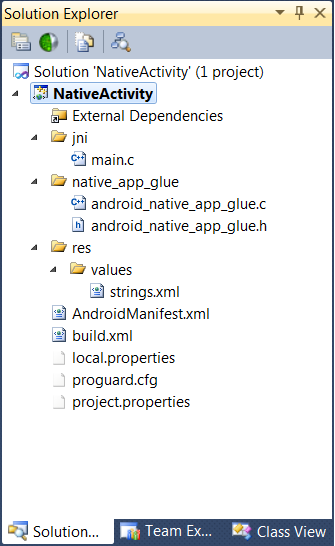 Solution Explorer
Solution 'NativeActivity' (1 project)
NativeActivity
External Dependencies
jni
main.c
native_app_glue
android_native_app_glue.c
android_native_app_glue.h
res
values
strings.xml
AndroidManifest.xml
build.xml
local.properties
proguard.cfg
project.properties
Solution... Team Ex... Class View